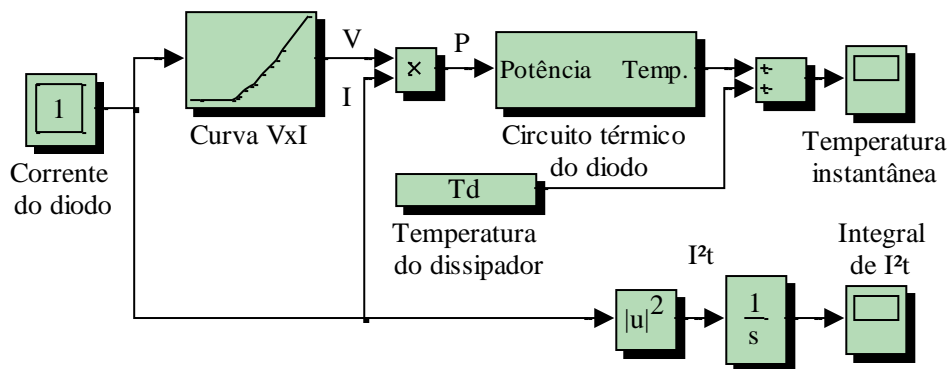 V
I
P
×
1
Curva VxI
Corrente
do diodo
Potência Temp.
Circuito térmico
do diodo
+
+
Temperatura
instantânea
Td
Temperatura
do dissipador
I²t
Integral
de I²t
|u|²
1
s